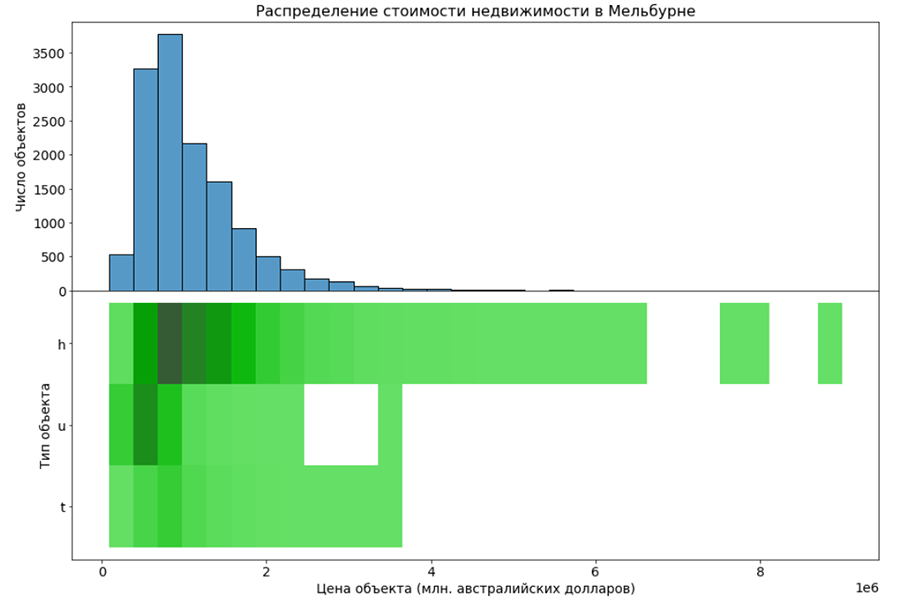 Распределение стоимости недвижимости в Мельбурне
Число объектов
3500
3000
2500
2000
1500
1000
500
0
Тип объекта
h
u
t
0 2 4 6 8
1e6
Цена объекта (млн. австралийских долларов)